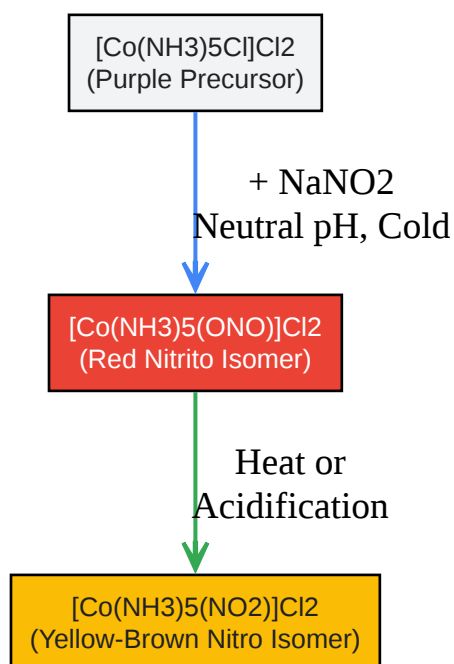 [Co(NH3)5Cl]Cl2
(Purple Precursor)
+ NaNO2
Neutral pH, Cold
[Co(NH3)5(ONO)]Cl2
(Red Nitrito Isomer)
Heat or
Acidification
[Co(NH3)5(NO2)]Cl2
(Yellow-Brown Nitro Isomer)